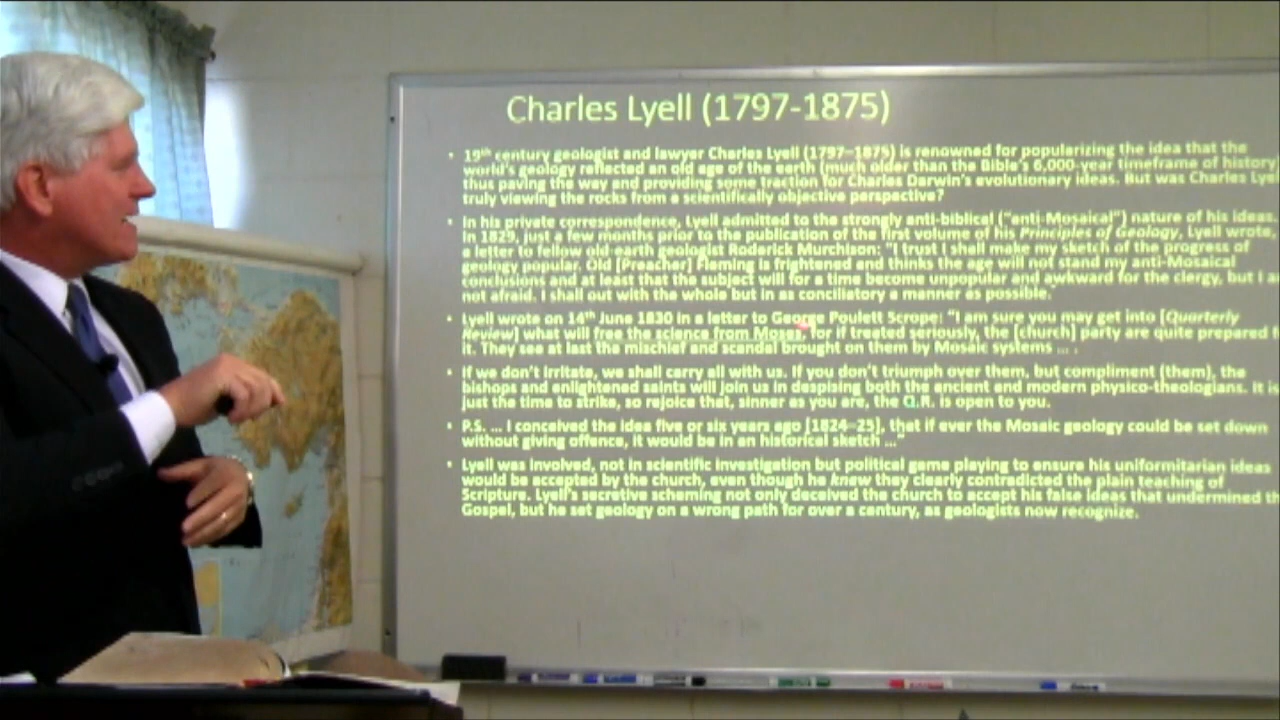 Charles Lyell (1797-1875)
• 19th century geologist and lawyer Charles Lyell (1797–1875) is renowned for popularizing the idea that the
world's geology reflected an old age of the earth (much older than the Bible's 6,000-year timeframe of history)
thus paving the way and providing some traction for Charles Darwin's evolutionary ideas. But was Charles Lyel
truly viewing the rocks from a scientifically objective perspective?
• In his private correspondence, Lyell admitted to the strongly anti-biblical ("anti-Mosaical") nature of his ideas.
In 1829, just a few months prior to the publication of the first volume of his Principles of Geology, Lyell wrote,
a letter to fellow old earth geologist Roderick Murchison: "I trust I shall make my sketch of the progress of
geology popular. Old [Preacher] Fleming is frightened and thinks the age will not stand my anti-Mosaical
conclusions and at least that the subject will for a time become unpopular and awkward for the clergy, but I a
not afraid. I shall out with the whole but in as conciliatory a manner as possible."
• Lyell wrote on 14th June 1830 in a letter to George Poulett Scrope: "I am sure you may get into [Quarterly
Review] what will free the science from Moses, for if treated seriously, the [church] party are quite prepared
it. They see at last the mischief and scandal brought on them by Mosaic systems ... .
• If we don't irritate, we shall carry all with us. If you don't triumph over them, but compliment (them), the
bishops and enlightened saints will join us in despising both the ancient and modern physico-theologians. It is
just the time to strike, so rejoice that, sinner as you are, the Q.R. is open to you.
• P.S. ... I conceived the idea five or six years ago [1824–25], that if ever the Mosaic geology could be set down
without giving offence, it would be in an historical sketch ..."
• Lyell was involved, not in scientific investigation but political game playing to ensure his uniformitarian ideas
would be accepted by the church, even though he knew they clearly contradicted the plain teaching of
Scripture. Lyell's secretive scheming not only deceived the church to accept his false ideas that undermined th
Gospel, but he set geology on a wrong path for over a century, as geologists now recognize.